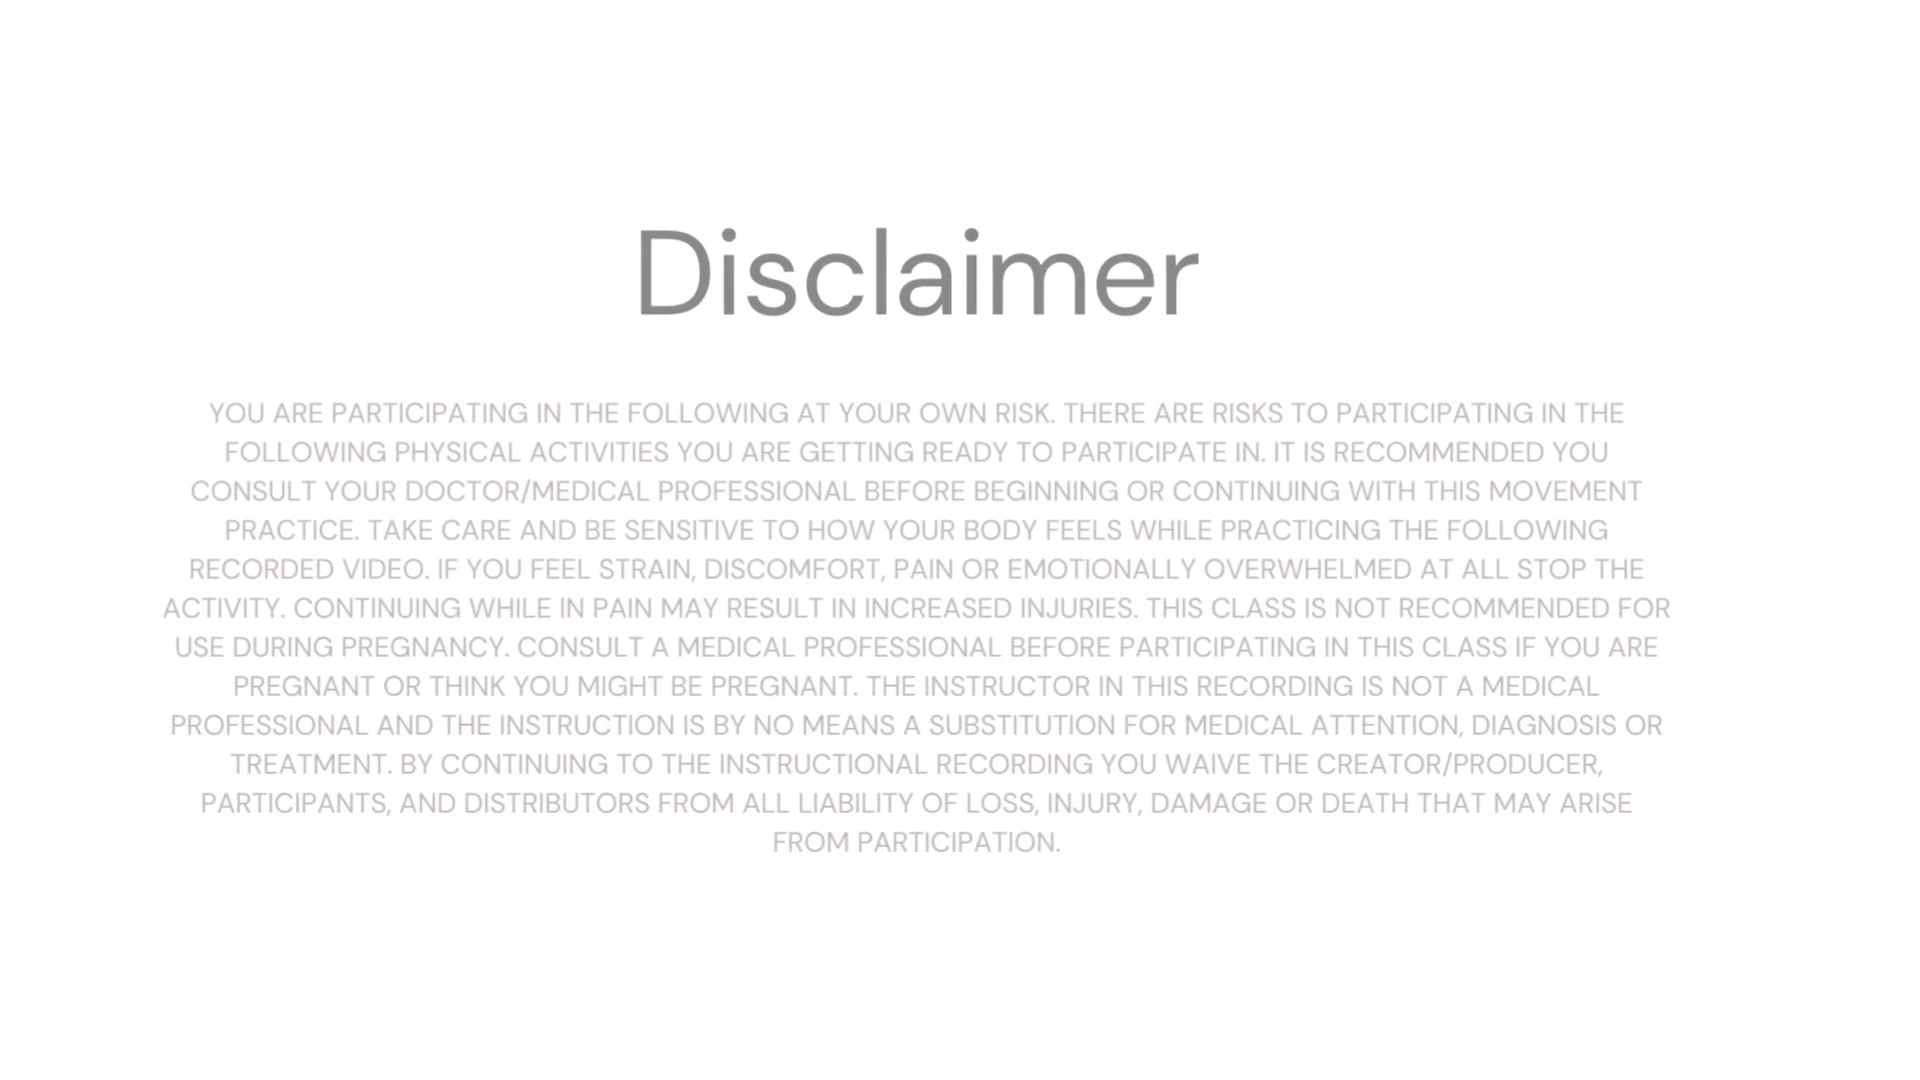 Disclaimer
YOU ARE PARTICIPATING IN THE FOLLOWING AT YOUR OWN RISK. THERE ARE RISKS TO PARTICIPATING IN THE
FOLLOWING PHYSICAL ACTIVITIES YOU ARE GETTING READY TO PARTICIPATE IN. IT IS RECOMMENDED YOU
CONSULT YOUR DOCTOR/MEDICAL PROFESSIONAL BEFORE BEGINNING OR CONTINUING WITH THIS MOVEMENT
PRACTICE. TAKE CARE AND BE SENSITIVE TO HOW YOUR BODY FEELS WHILE PRACTICING THE FOLLOWING
RECORDED VIDEO. IF YOU FEEL STRAIN, DISCOMFORT, PAIN OR EMOTIONALLY OVERWHELMED AT ALL STOP THE
ACTIVITY. CONTINUING WHILE IN PAIN MAY RESULT IN INCREASED INJURIES. THIS CLASS IS NOT RECOMMENDED FOR
USE DURING PREGNANCY. CONSULT A MEDICAL PROFESSIONAL BEFORE PARTICIPATING IN THIS CLASS IF YOU ARE
PREGNANT OR THINK YOU MIGHT BE PREGNANT. THE INSTRUCTOR IN THIS RECORDING IS NOT A MEDICAL
PROFESSIONAL AND THE INSTRUCTION IS BY NO MEANS A SUBSTITUTION FOR MEDICAL ATTENTION, DIAGNOSIS OR
TREATMENT. BY CONTINUING TO THE INSTRUCTIONAL RECORDING YOU WAIVE THE CREATOR/PRODUCER,
PARTICIPANTS, AND DISTRIBUTORS FROM ALL LIABILITY OF LOSS, INJURY, DAMAGE OR DEATH THAT MAY ARISE
FROM PARTICIPATION.